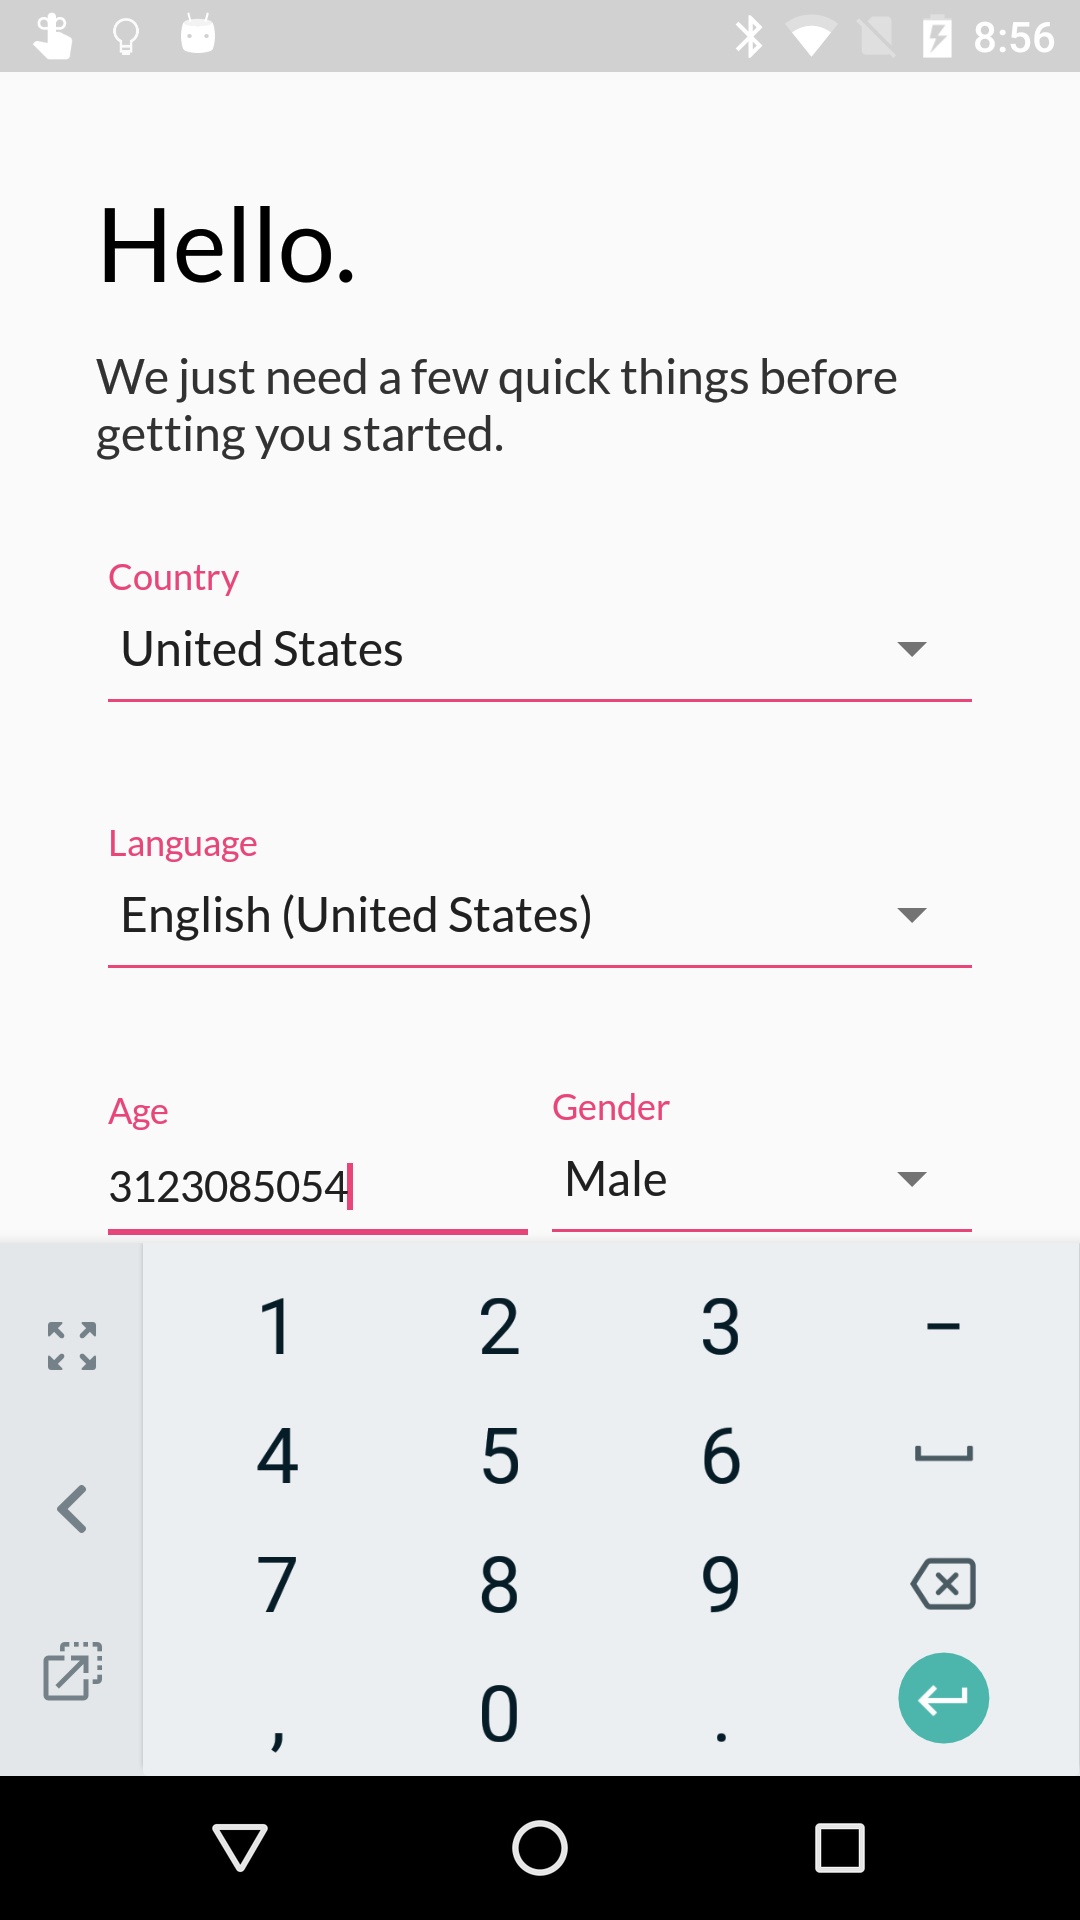 8:56
Hello.
We just need a few quick things before
getting you started.
Country
United States
Language
English (United States)
Age
Gender
3123085054
Male
1 2 3 –
4 5 6
7 8 9
, 0 .